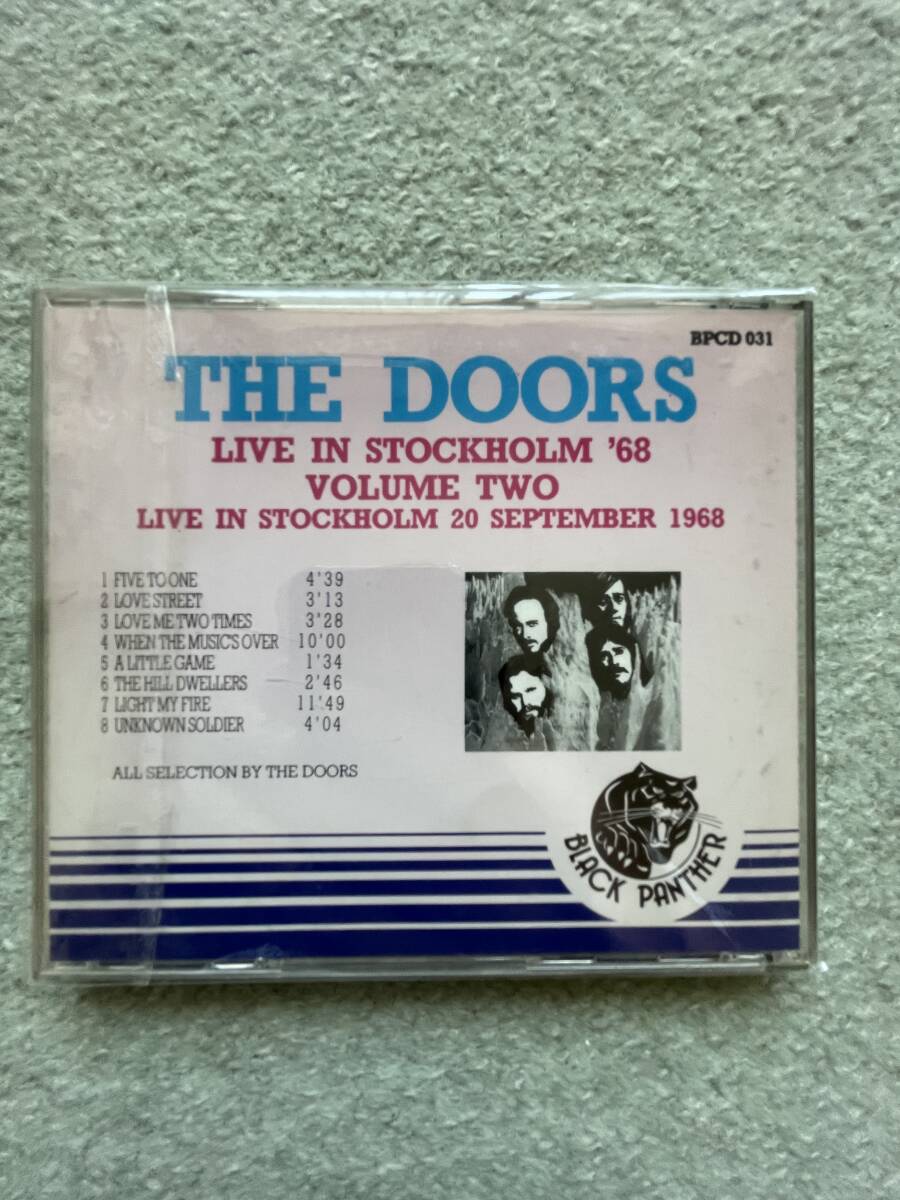 BPCD 031
THE DOORS
LIVE IN STOCKHOLM '68
VOLUME TWO
LIVE IN STOCKHOLM 20 SEPTEMBER 1968
1 FIVE TO ONE 4'39
2 LOVE STREET 3'13
3 LOVE ME TWO TIMES 3'28
4 WHEN THE MUSIC'S OVER 10'00
5 A LITTLE GAME 1'34
6 THE HILL DWELLERS 2'46
7 LIGHT MY FIRE 11'49
8 UNKNOWN SOLDIER 4'04
ALL SELECTION BY THE DOORS
BLACK PANTHER